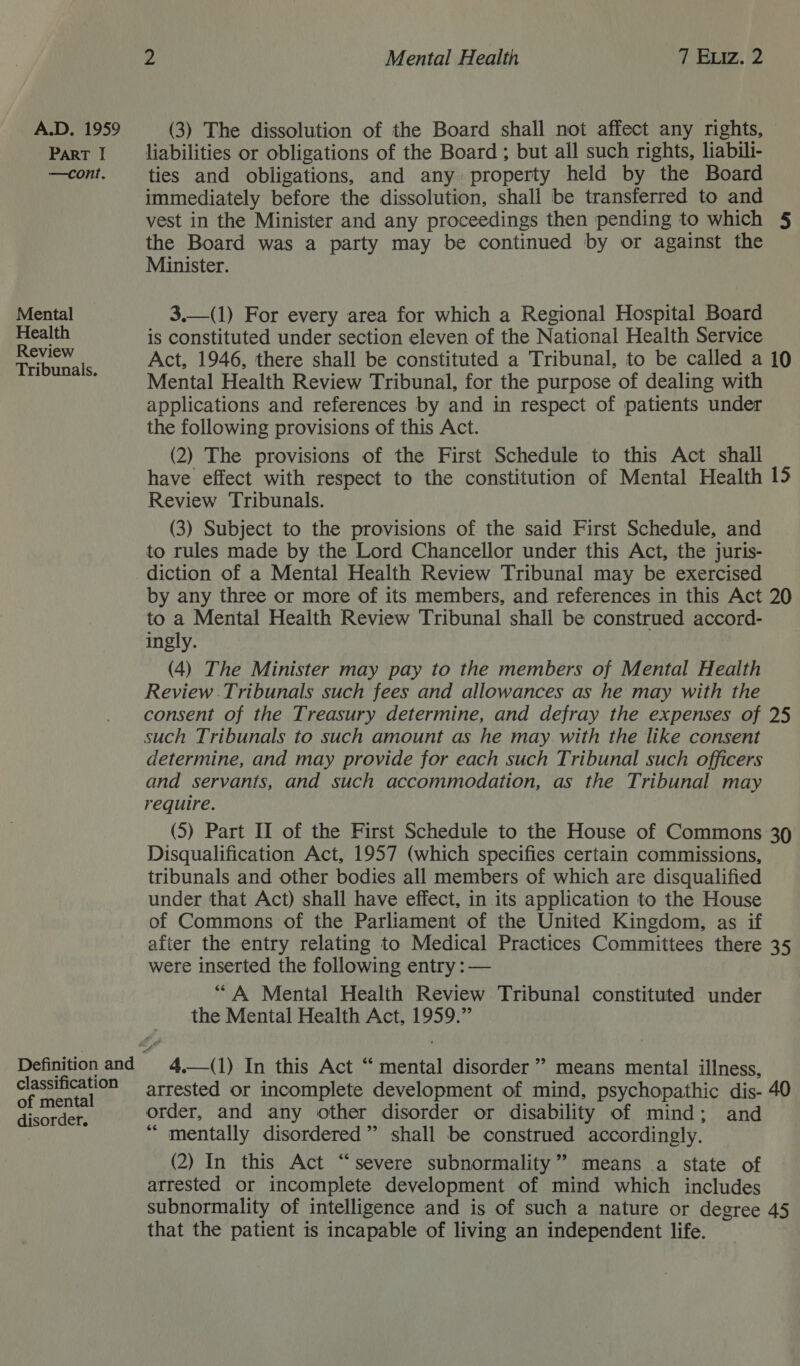 2 Mental Health 7 ELIZ. 2
A.D. 1959
PART I
—cont.
(3) The dissolution of the Board shall not affect any rights,
liabilities or obligations of the Board; but all such rights, liabili-
ties and obligations, and any property held by the Board
immediately before the dissolution, shall be transferred to and
vest in the Minister and any proceedings then pending to which 5
the Board was a party may be continued by or against the
Minister.
Mental
Health
Review
Tribunals.
3.—(1) For every area for which a Regional Hospital Board
is constituted under section eleven of the National Health Service
Act, 1946, there shall be constituted a Tribunal, to be called a 10
Mental Health Review Tribunal, for the purpose of dealing with
applications and references by and in respect of patients under
the following provisions of this Act.
(2) The provisions of the First Schedule to this Act shall
have effect with respect to the constitution of Mental Health 15
Review Tribunals.
(3) Subject to the provisions of the said First Schedule, and
to rules made by the Lord Chancellor under this Act, the juris-
diction of a Mental Health Review Tribunal may be exercised
by any three or more of its members, and references in this Act 20
to a Mental Health Review Tribunal shall be construed accord-
ingly.
(4) The Minister may pay to the members of Mental Health
Review Tribunals such fees and allowances as he may with the
consent of the Treasury determine, and defray the expenses of 25
such Tribunals to such amount as he may with the like consent
determine, and may provide for each such Tribunal such officers
and servants, and such accommodation, as the Tribunal may
require.
(5) Part II of the First Schedule to the House of Commons 30
Disqualification Act, 1957 (which specifies certain commissions,
tribunals and other bodies all members of which are disqualified
under that Act) shall have effect, in its application to the House
of Commons of the Parliament of the United Kingdom, as if
after the entry relating to Medical Practices Committees there 35
were inserted the following entry:—
“A Mental Health Review Tribunal constituted under
the Mental Health Act, 1959.”
Definition and
classification
of mental
disorder.
4.—(1) In this Act “mental disorder” means mental illness,
arrested or incomplete development of mind, psychopathic dis- 40
order, and any other disorder or disability of mind; and
“mentally disordered” shall be construed accordingly.
(2) In this Act “severe subnormality” means a state of
arrested or incomplete development of mind which includes
subnormality of intelligence and is of such a nature or degree 45
that the patient is incapable of living an independent life.